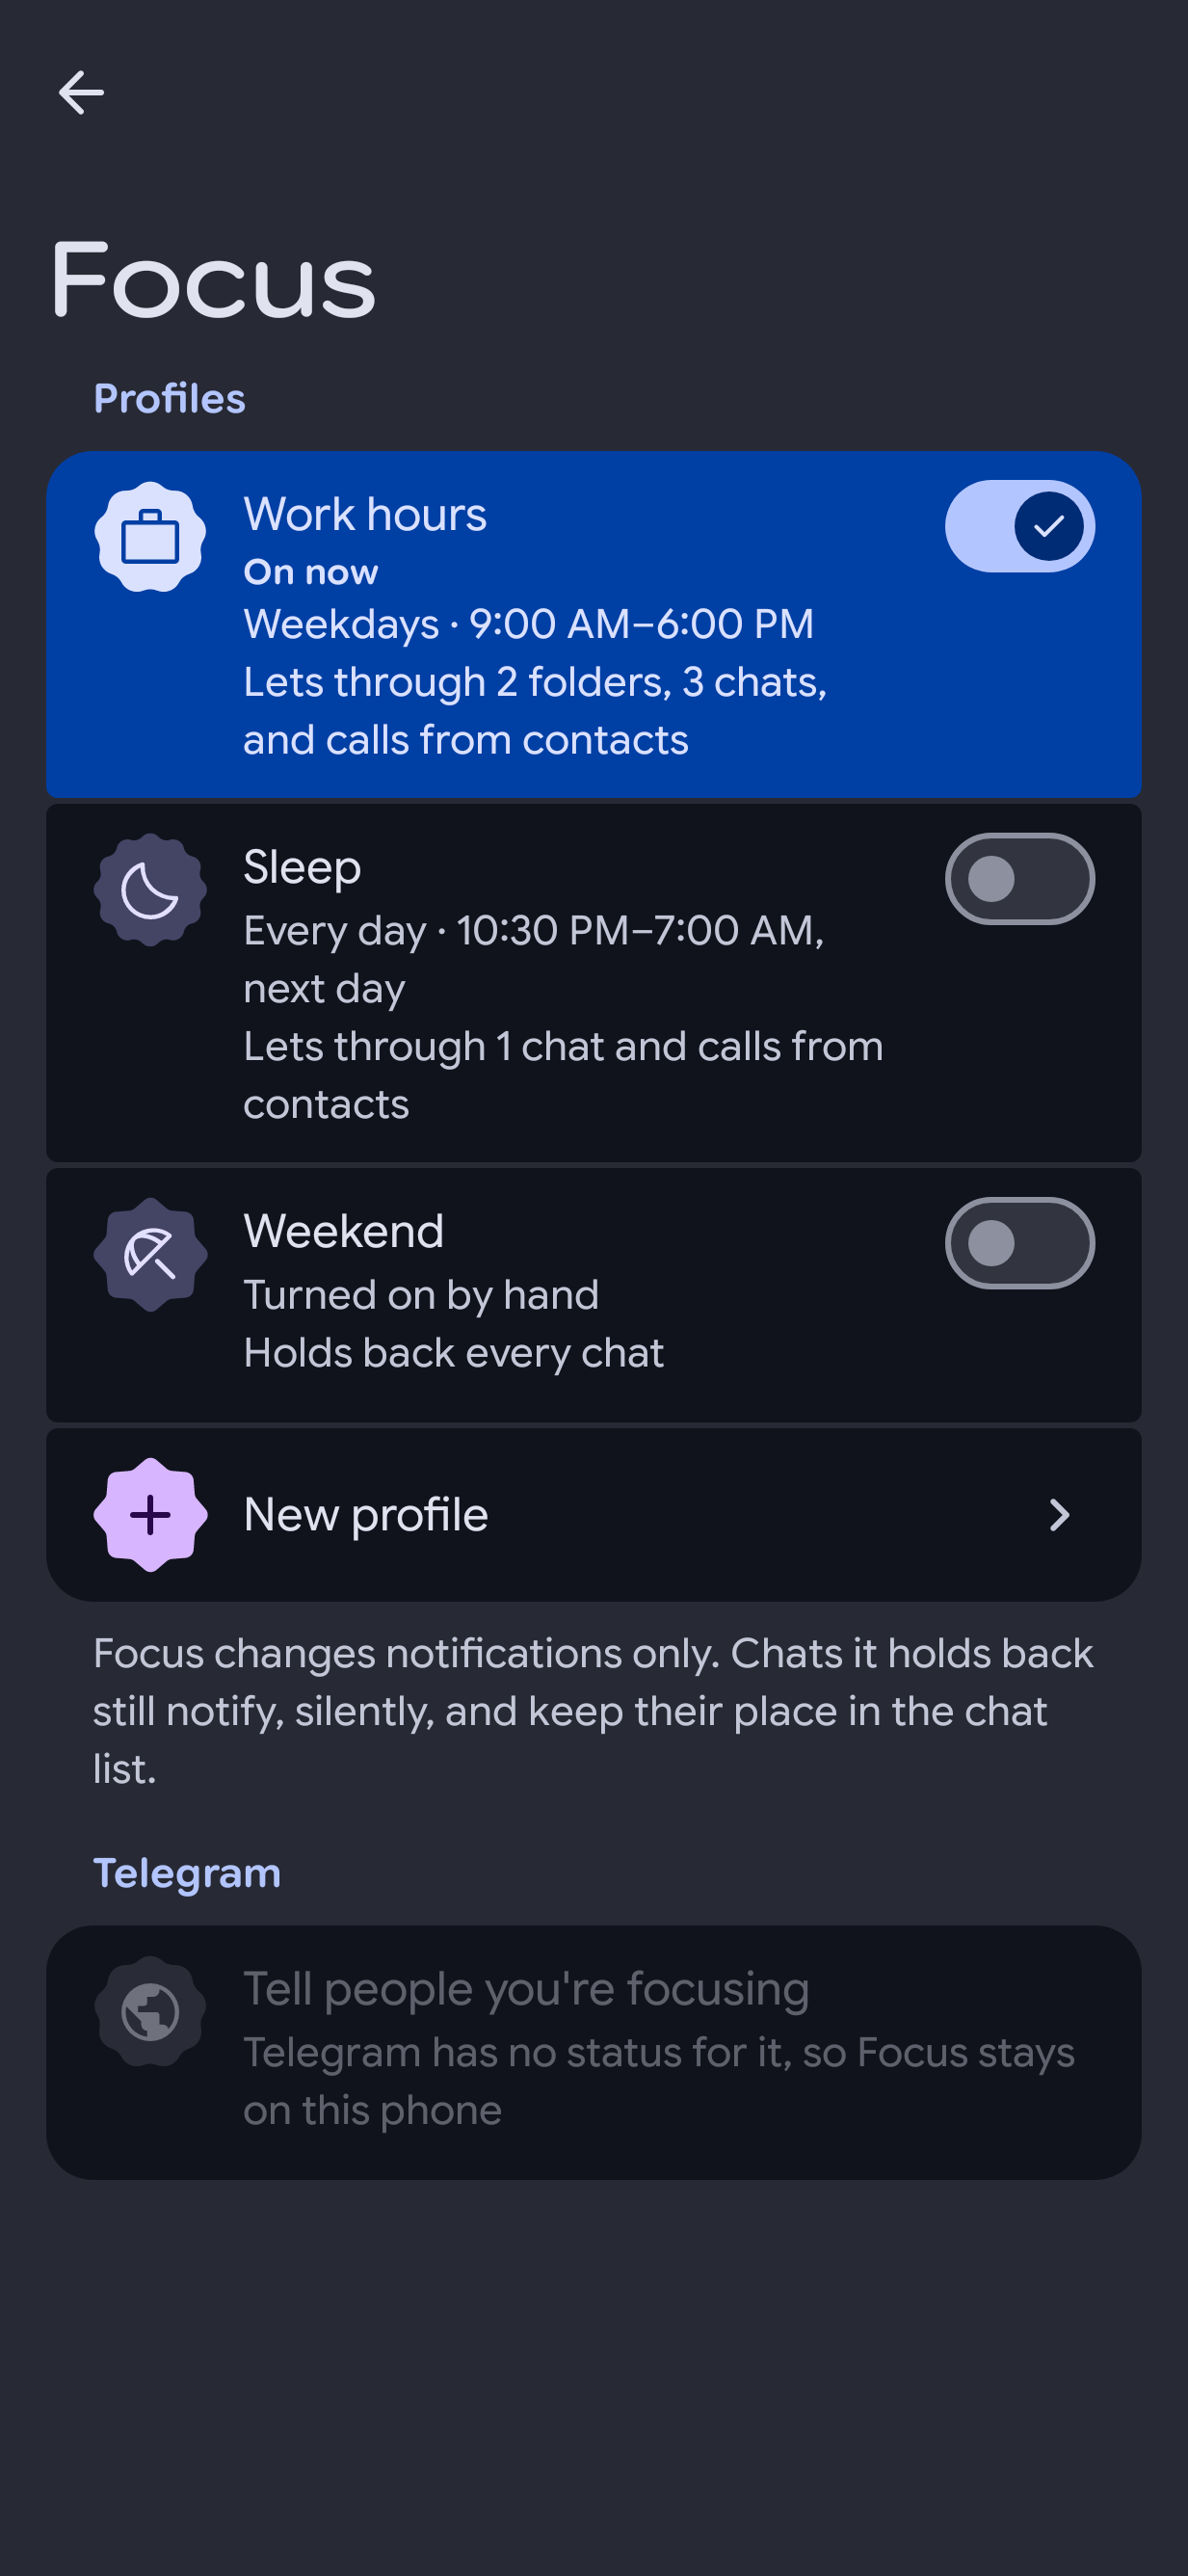 Focus
Profiles
Work hours
On now
Weekdays · 9:00 AM–6:00 PM
Lets through 2 folders, 3 chats,
and calls from contacts
Sleep
Every day · 10:30 PM–7:00 AM,
next day
Lets through 1 chat and calls from
contacts
Weekend
Turned on by hand
Holds back every chat
New profile
Focus changes notifications only. Chats it holds back
still notify, silently, and keep their place in the chat
list.
Telegram
Tell people you're focusing
Telegram has no status for it, so Focus stays
on this phone